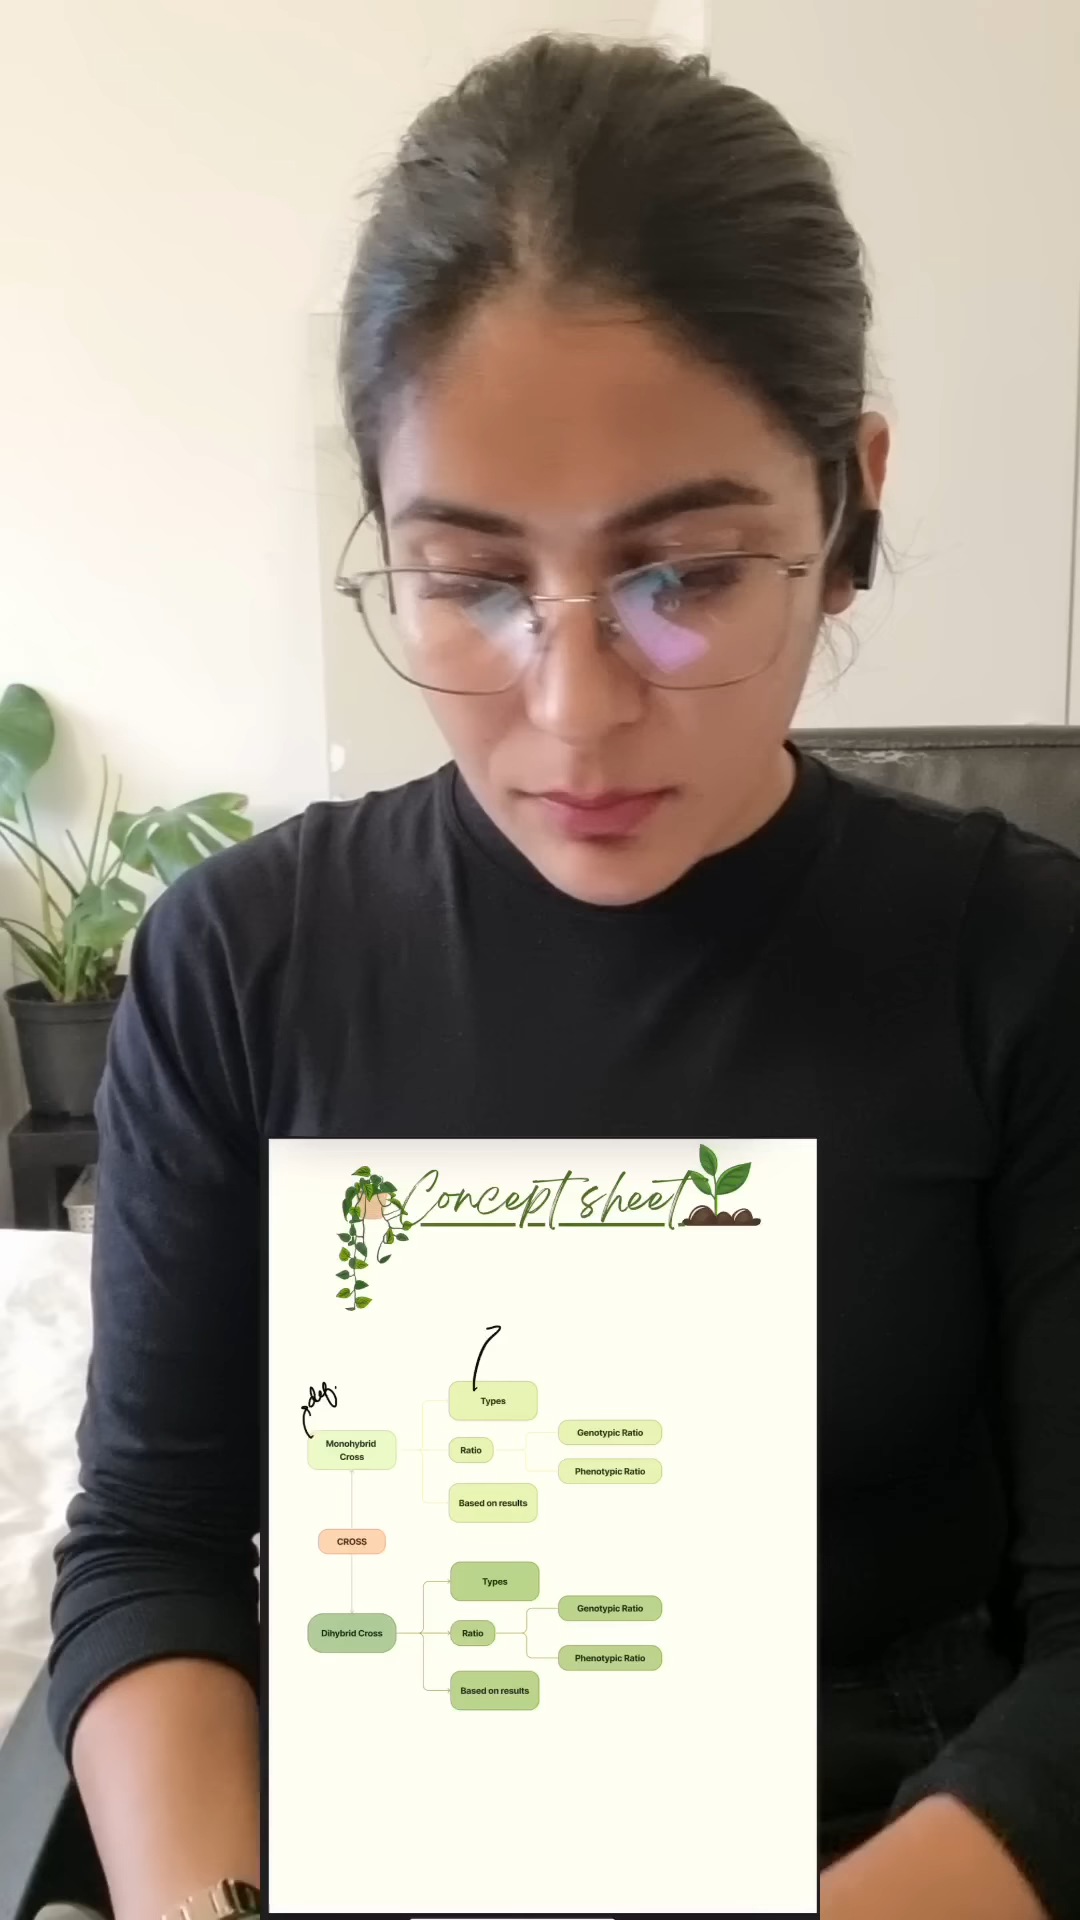 Concept sheet
def.
Types
Monohybrid
Cross
Ratio
Genotypic Ratio
Phenotypic Ratio
Based on results
CROSS
Types
Dihybrid Cross
Ratio
Genotypic Ratio
Phenotypic Ratio
Based on results